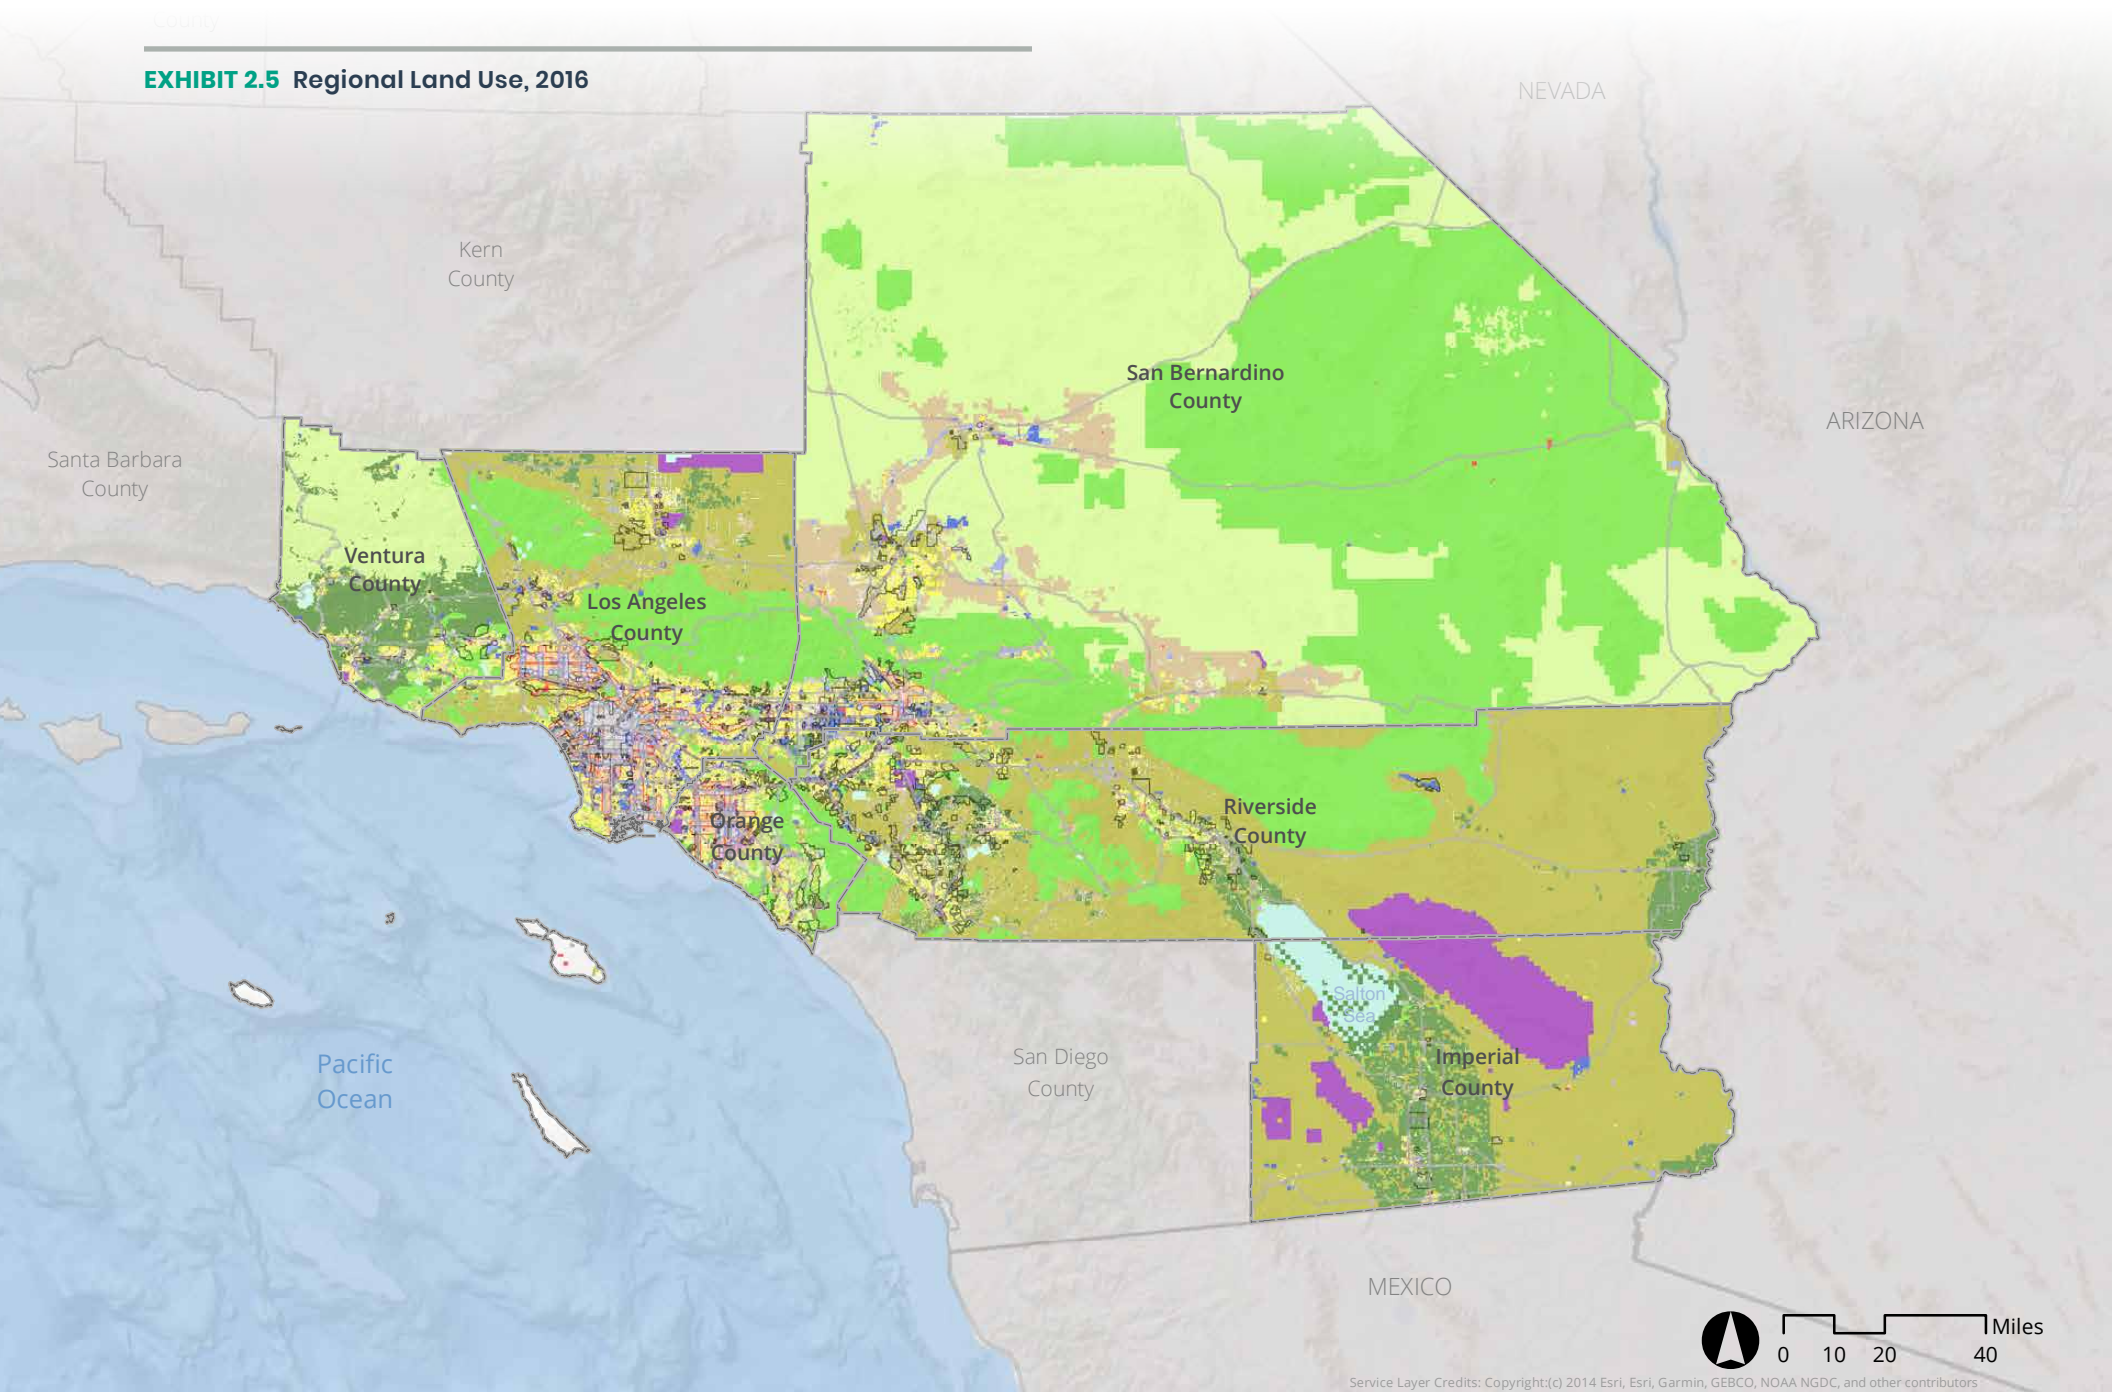 County
EXHIBIT 2.5 Regional Land Use, 2016
NEVADA
Kern
County
San Bernardino
County
ARIZONA
Santa Barbara
County
Ventura
County
Los Angeles
County
Riverside
County
Orange
County
Salton
Sea
Imperial
County
San Diego
County
Pacific
Ocean
MEXICO
Miles
0 10 20 40
Service Layer Credits: Copyright:(c) 2014 Esri, Esri, Garmin, GEBCO, NOAA NGDC, and other contributors